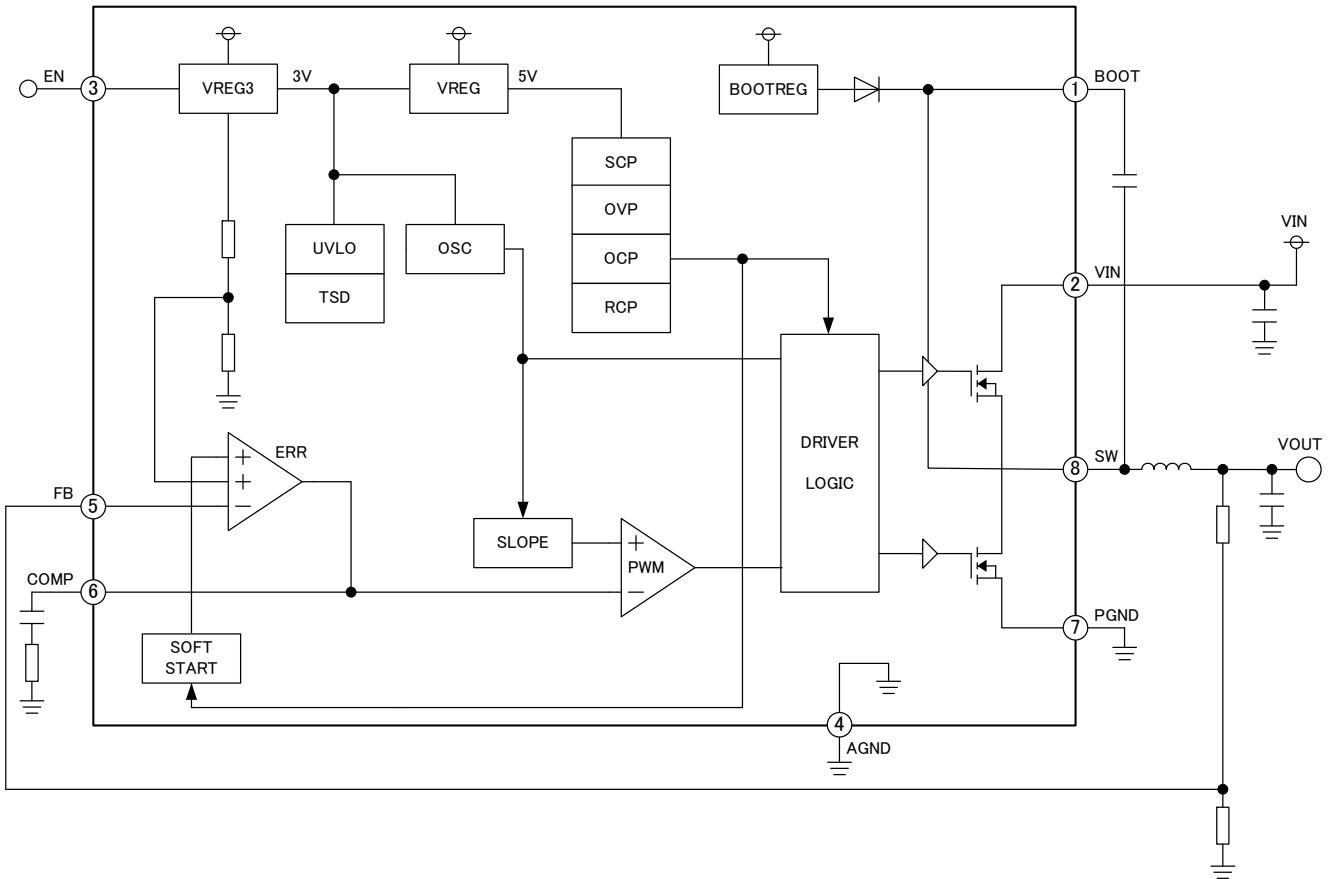 EN
3
VREG3
3V
VREG
5V
BOOTREG
1
BOOT
SCP
OVP
OCP
RCP
UVLO
TSD
OSC
VIN
2
VIN
DRIVER
LOGIC
ERR
+
+
−
FB
5
8
SW
VOUT
SLOPE
+
PWM
−
COMP
6
SOFT
START
7
PGND
4
AGND